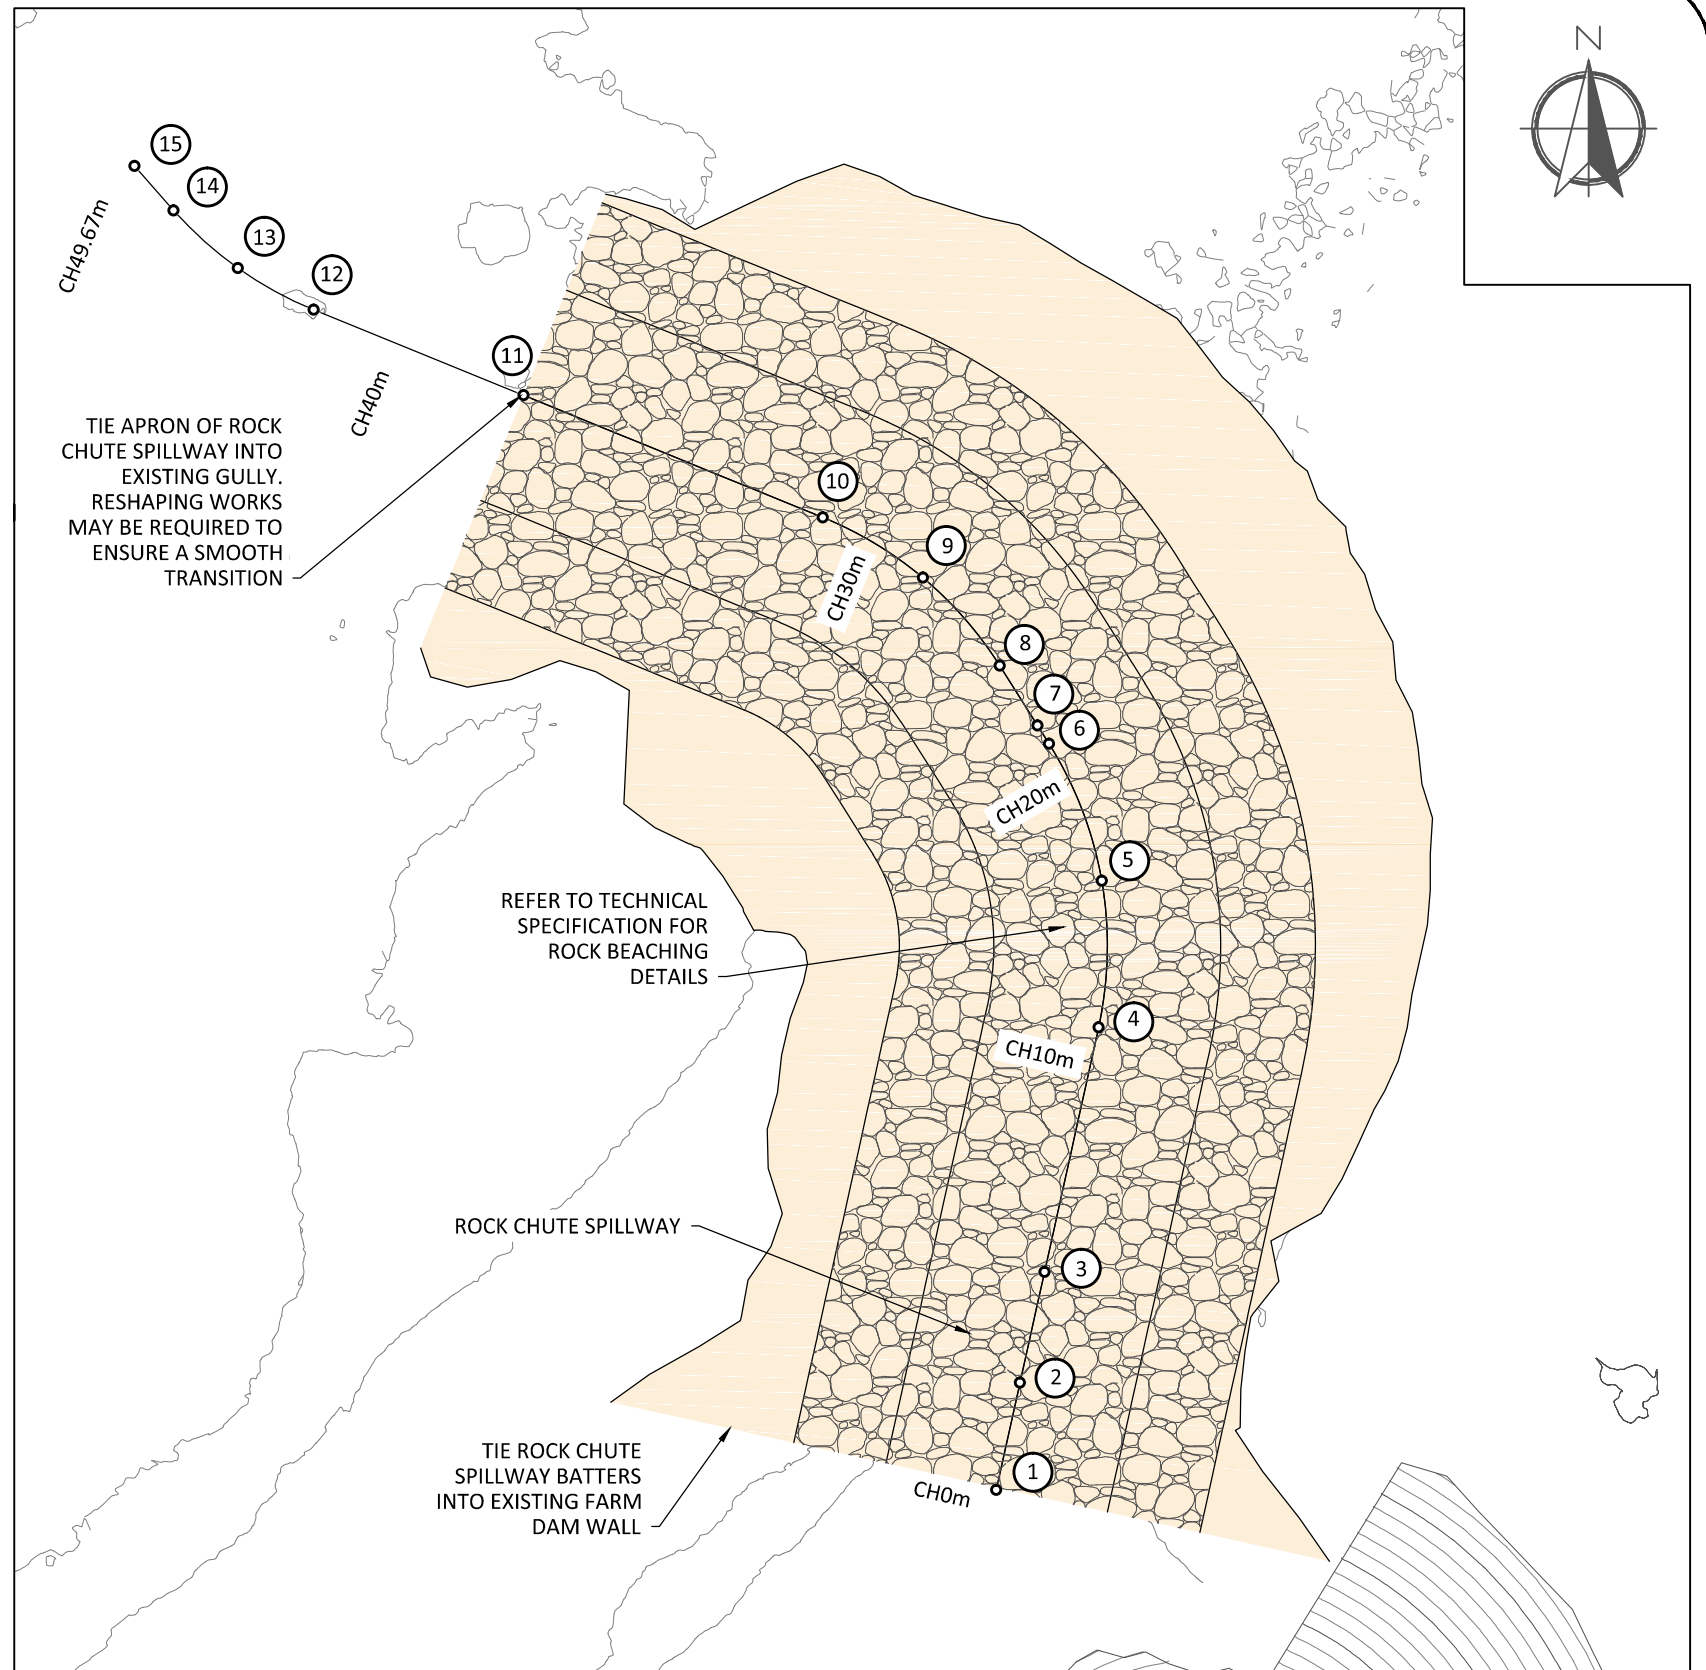 N
15
14
13
12
11
CH49.67m
CH40m
TIE APRON OF ROCK
CHUTE SPILLWAY INTO
EXISTING GULLY.
RESHAPING WORKS
MAY BE REQUIRED TO
ENSURE A SMOOTH
TRANSITION
10
9
CH30m
8
7
6
CH20m
5
REFER TO TECHNICAL
SPECIFICATION FOR
ROCK BEACHING
DETAILS
4
CH10m
ROCK CHUTE SPILLWAY
3
2
TIE ROCK CHUTE
SPILLWAY BATTERS
INTO EXISTING FARM
DAM WALL
1
CH0m